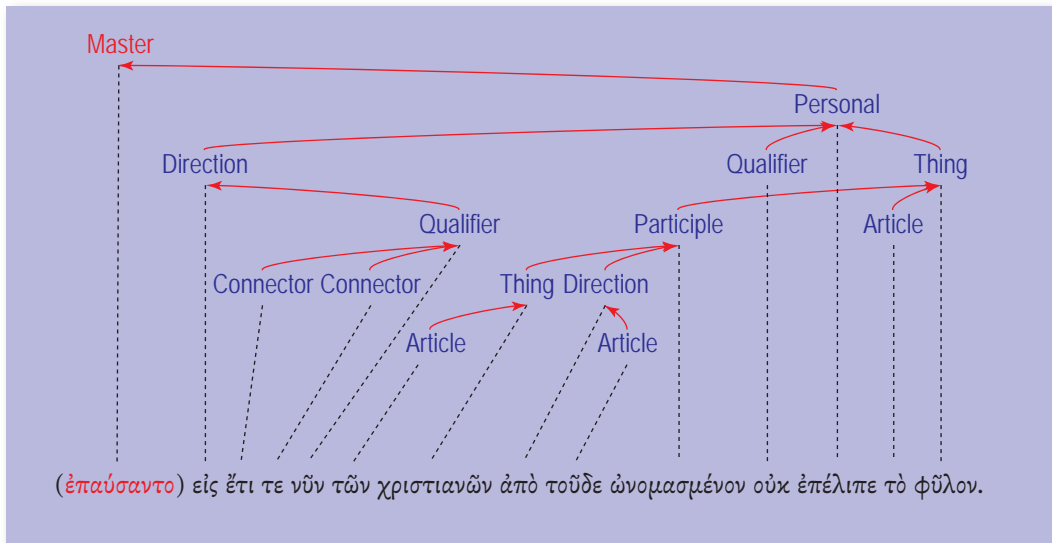 Master
Personal
Direction Qualifier Thing
Qualifier Participle Article
Connector Connector Thing Direction
Article Article
(ἐπαύσαντο) εἰς ἔτι τε νῦν τῶν χριστιανῶν ἀπὸ τοῦδε ὠνομασμένον οὐκ ἐπέλιπε τὸ φῦλον.